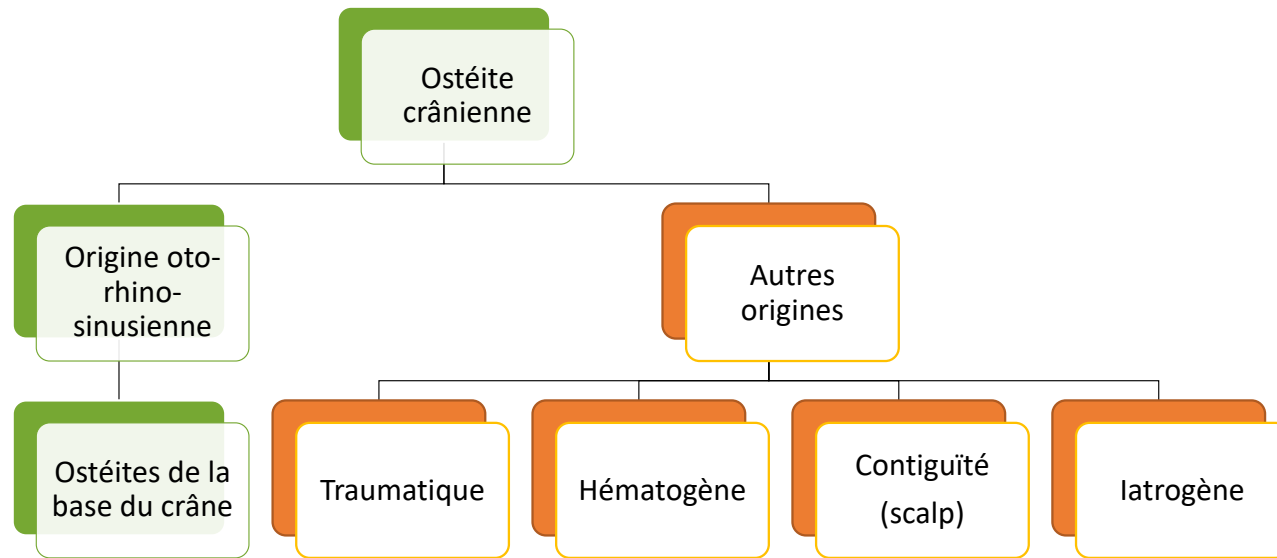 Ostéite
crânienne
Origine oto-
rhino-
sinusienne
Autres
origines
Ostéites de la
base du crâne
Traumatique
Hématogène
Contiguïté
(scalp)
Iatrogène